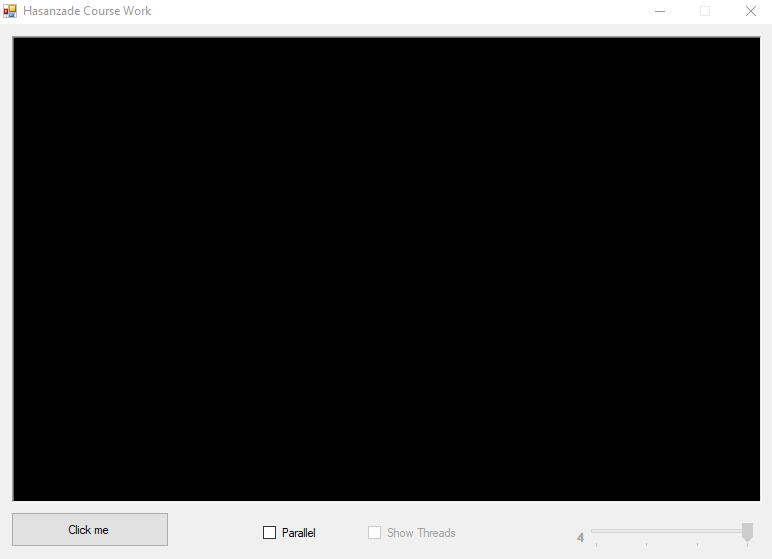 Hasanzade Course Work
Click me
Parallel
Show Threads
4